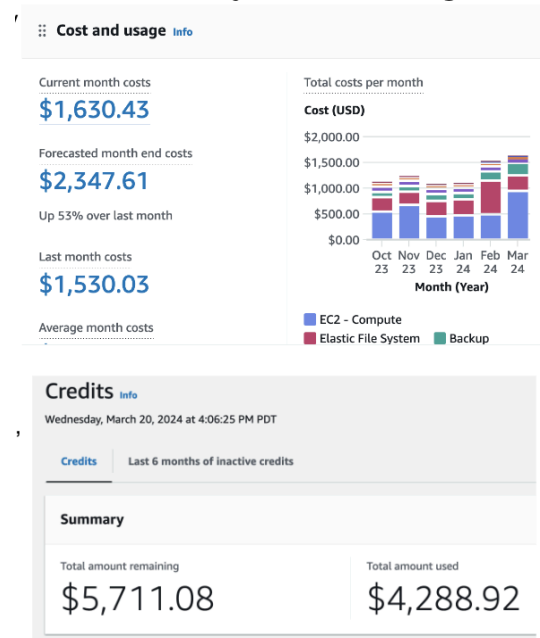 Cost and usage Info
Current month costs
$1,630.43
Forecasted month end costs
$2,347.61
Up 53% over last month
Last month costs
$1,530.03
Average month costs
Total costs per month
Cost (USD)
$2,000.00
$1,500.00
$1,000.00
$500.00
$0.00
Oct Nov Dec Jan Feb Mar
23 23 23 24 24 24
Month (Year)
EC2 - Compute
Elastic File System Backup
Credits Info
Wednesday, March 20, 2024 at 4:06:25 PM PDT
Credits Last 6 months of inactive credits
Summary
Total amount remaining
$5,711.08
Total amount used
$4,288.92